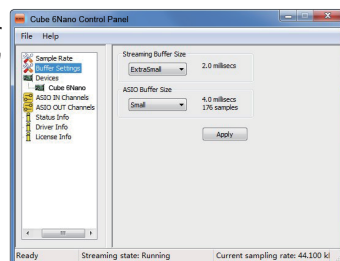 Cube 6Nano Control Panel
File Help
Sample Rate
Buffer Settings
Devices
Cube 6Nano
ASIO IN Channels
ASIO OUT Channels
Status Info
Driver Info
License Info
Streaming Buffer Size
ExtraSmall 2.0 millisecs
ASIO Buffer Size
Small 4.0 millisecs
176 samples
Apply
Ready Streaming state: Running Current sampling rate: 44.100 k